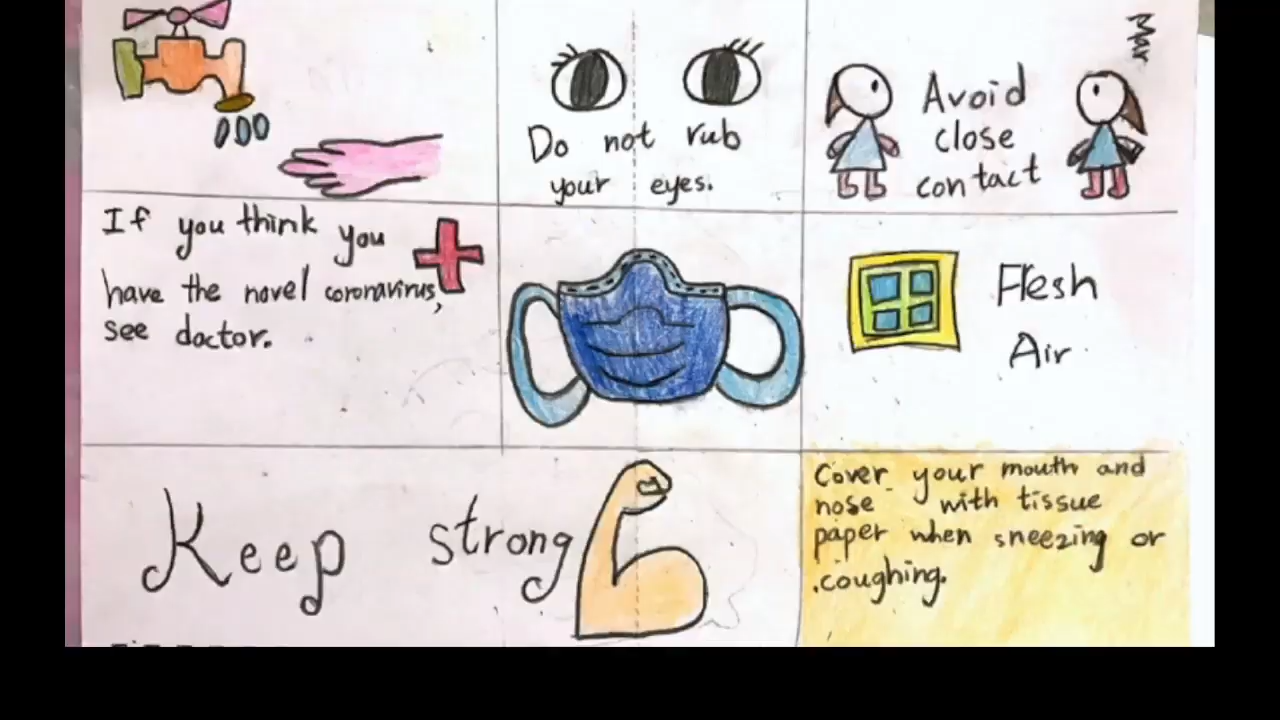 Do not rub
your eyes.
Avoid
close
contact
If you think you
have the novel coronavirus,
see doctor.
Flesh
Air
Keep strong
Cover your mouth and
nose with tissue
paper when sneezing or
coughing.